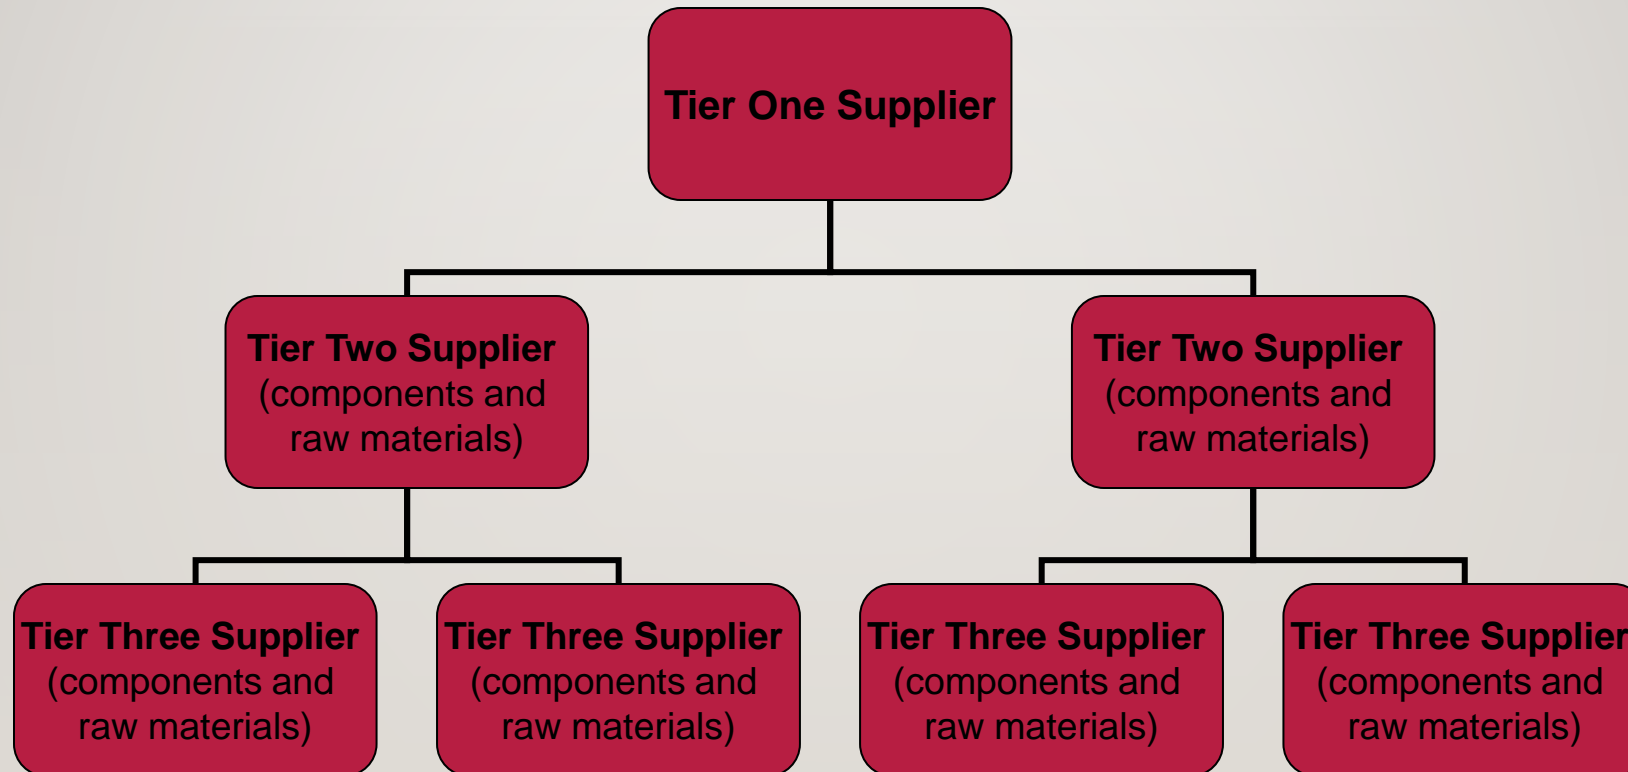 Tier One Supplier
Tier Two Supplier
(components and
raw materials)
Tier Two Supplier
(components and
raw materials)
Tier Three Supplier
(components and
raw materials)
Tier Three Supplier
(components and
raw materials)
Tier Three Supplier
(components and
raw materials)
Tier Three Supplier
(components and
raw materials)